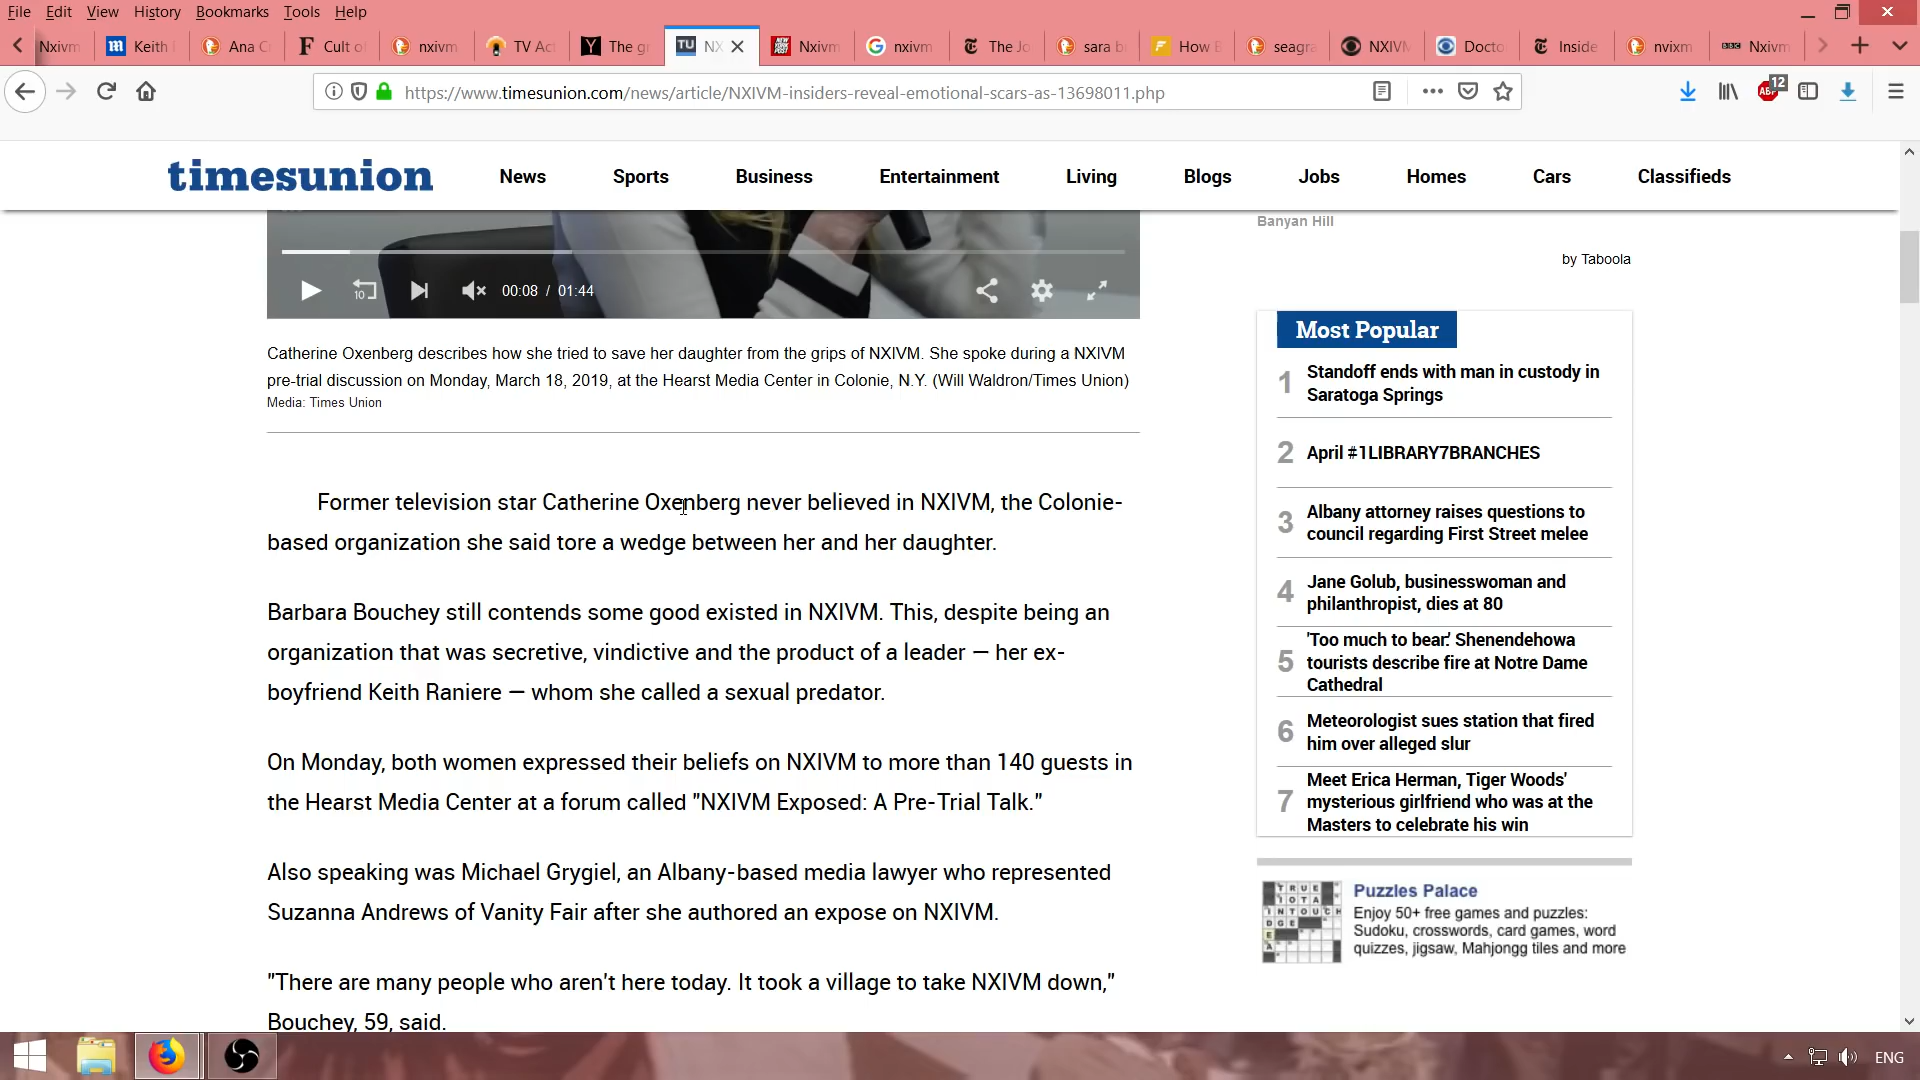 File Edit View History Bookmarks Tools Help
Nxivm Keith Ana C Cult o nxivm TV Ac The g NX Nxivm nxivm The Jo sara b How seagra NXIVM Docto Inside nvixm Nxivm
https://www.timesunion.com/news/article/NXIVM-insiders-reveal-emotional-scars-as-13698011.php
12
timesunion News Sports Business Entertainment Living Blogs Jobs Homes Cars Classifieds
Banyan Hill
by Taboola
10 00:08 / 01:44
Catherine Oxenberg describes how she tried to save her daughter from the grips of NXIVM. She spoke during a NXIVM
pre-trial discussion on Monday, March 18, 2019, at the Hearst Media Center in Colonie, N.Y. (Will Waldron/Times Union)
Media: Times Union
Former television star Catherine Oxenberg never believed in NXIVM, the Colonie-
based organization she said tore a wedge between her and her daughter.
Barbara Bouchey still contends some good existed in NXIVM. This, despite being an
organization that was secretive, vindictive and the product of a leader — her ex-
boyfriend Keith Raniere — whom she called a sexual predator.
On Monday, both women expressed their beliefs on NXIVM to more than 140 guests in
the Hearst Media Center at a forum called "NXIVM Exposed: A Pre-Trial Talk."
Also speaking was Michael Grygiel, an Albany-based media lawyer who represented
Suzanna Andrews of Vanity Fair after she authored an expose on NXIVM.
"There are many people who aren't here today. It took a village to take NXIVM down,"
Bouchey, 59, said.
Most Popular
1 Standoff ends with man in custody in
Saratoga Springs
2 April #1LIBRARY7BRANCHES
3 Albany attorney raises questions to
council regarding First Street melee
4 Jane Golub, businesswoman and
philanthropist, dies at 80
5 'Too much to bear:' Shenendehowa
tourists describe fire at Notre Dame
Cathedral
6 Meteorologist sues station that fired
him over alleged slur
7 Meet Erica Herman, Tiger Woods'
mysterious girlfriend who was at the
Masters to celebrate his win
Puzzles Palace
Enjoy 50+ free games and puzzles:
Sudoku, crosswords, card games, word
quizzes, jigsaw, Mahjongg tiles and more
ENG